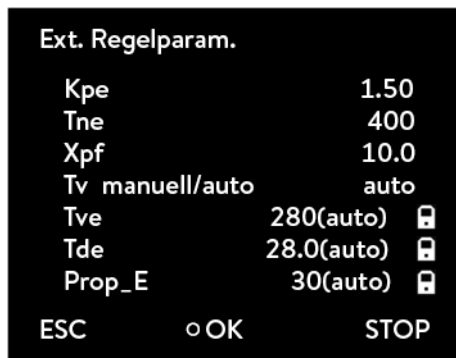 Ext. Regelparam.
Kpe 1.50
Tne 400
Xpf 10.0
Tv manuell/auto auto
Tve 280(auto)
Tde 28.0(auto)
Prop_E 30(auto)
ESC OK STOP